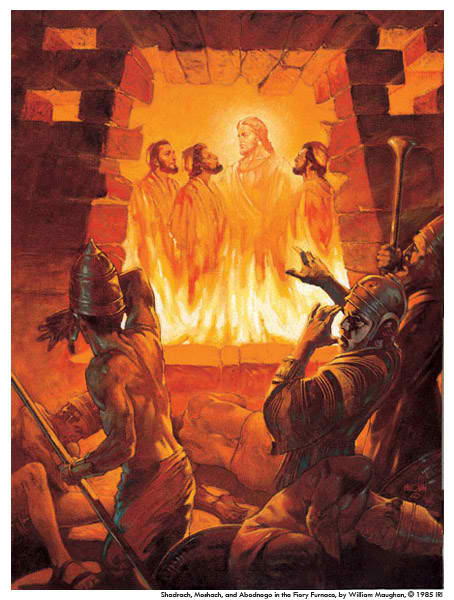 Shadrach, Meshach, and Abednego in the Fiery Furnace, by William Maughan, © 1985 IRI